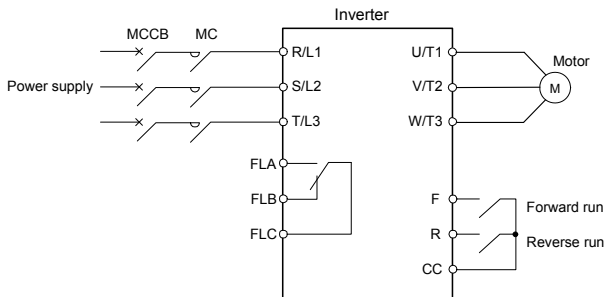 Inverter
MCCB MC
R/L1 U/T1 Motor
Power supply S/L2 V/T2 M
T/L3 W/T3
FLA
FLB F Forward run
FLC R Reverse run
CC